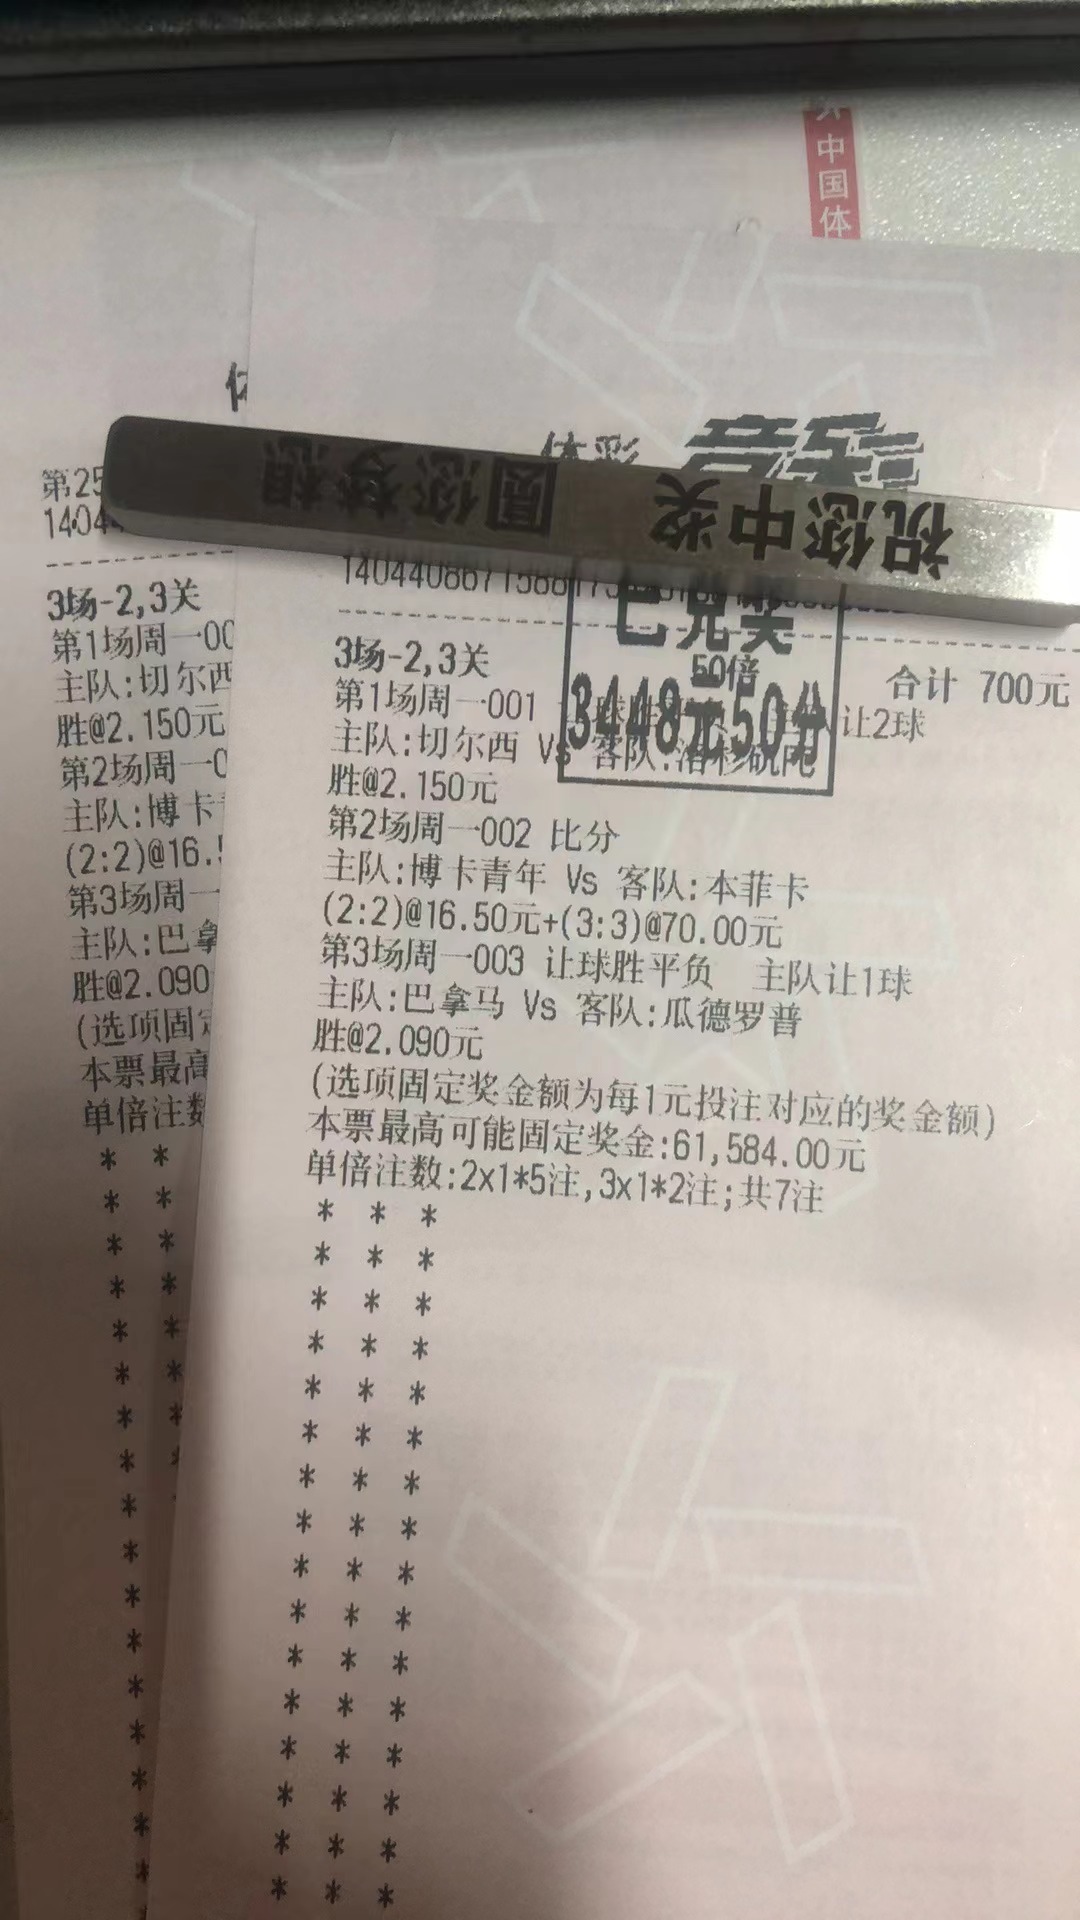 中国体
体彩
竞彩
祝您中奖 圆您梦想
第25
14044
3场-2,3关
第1场周一00
主队:切尔西
胜@2.150元
第2场周一0
主队:博卡
(2:2)@16.
第3场周一
主队:巴拿
胜@2.090
(选项固
本票最高
单倍注数
已兑奖
3448元50分
3场-2,3关 50倍 合计 700元
第1场周一001 让2球
主队:切尔西 Vs 客队:洛杉矶FC
胜@2.150元
第2场周一002 比分
主队:博卡青年 Vs 客队:本菲卡
(2:2)@16.50元+(3:3)@70.00元
第3场周一003 让球胜平负 主队让1球
主队:巴拿马 Vs 客队:瓜德罗普
胜@2.090元
(选项固定奖金额为每1元投注对应的奖金额)
本票最高可能固定奖金:61,584.00元
单倍注数:2x1*5注,3x1*2注;共7注